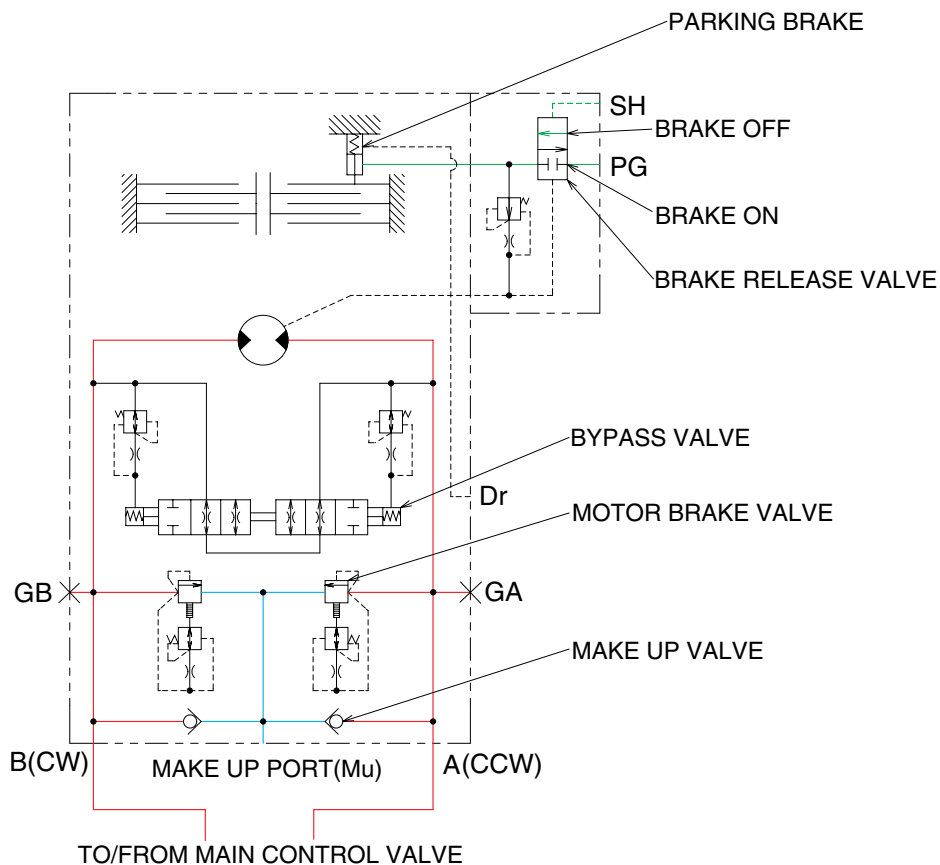 PARKING BRAKE
SH
BRAKE OFF
PG
BRAKE ON
BRAKE RELEASE VALVE
BYPASS VALVE
Dr
MOTOR BRAKE VALVE
GB
GA
MAKE UP VALVE
B(CW)
MAKE UP PORT(Mu)
A(CCW)
TO/FROM MAIN CONTROL VALVE